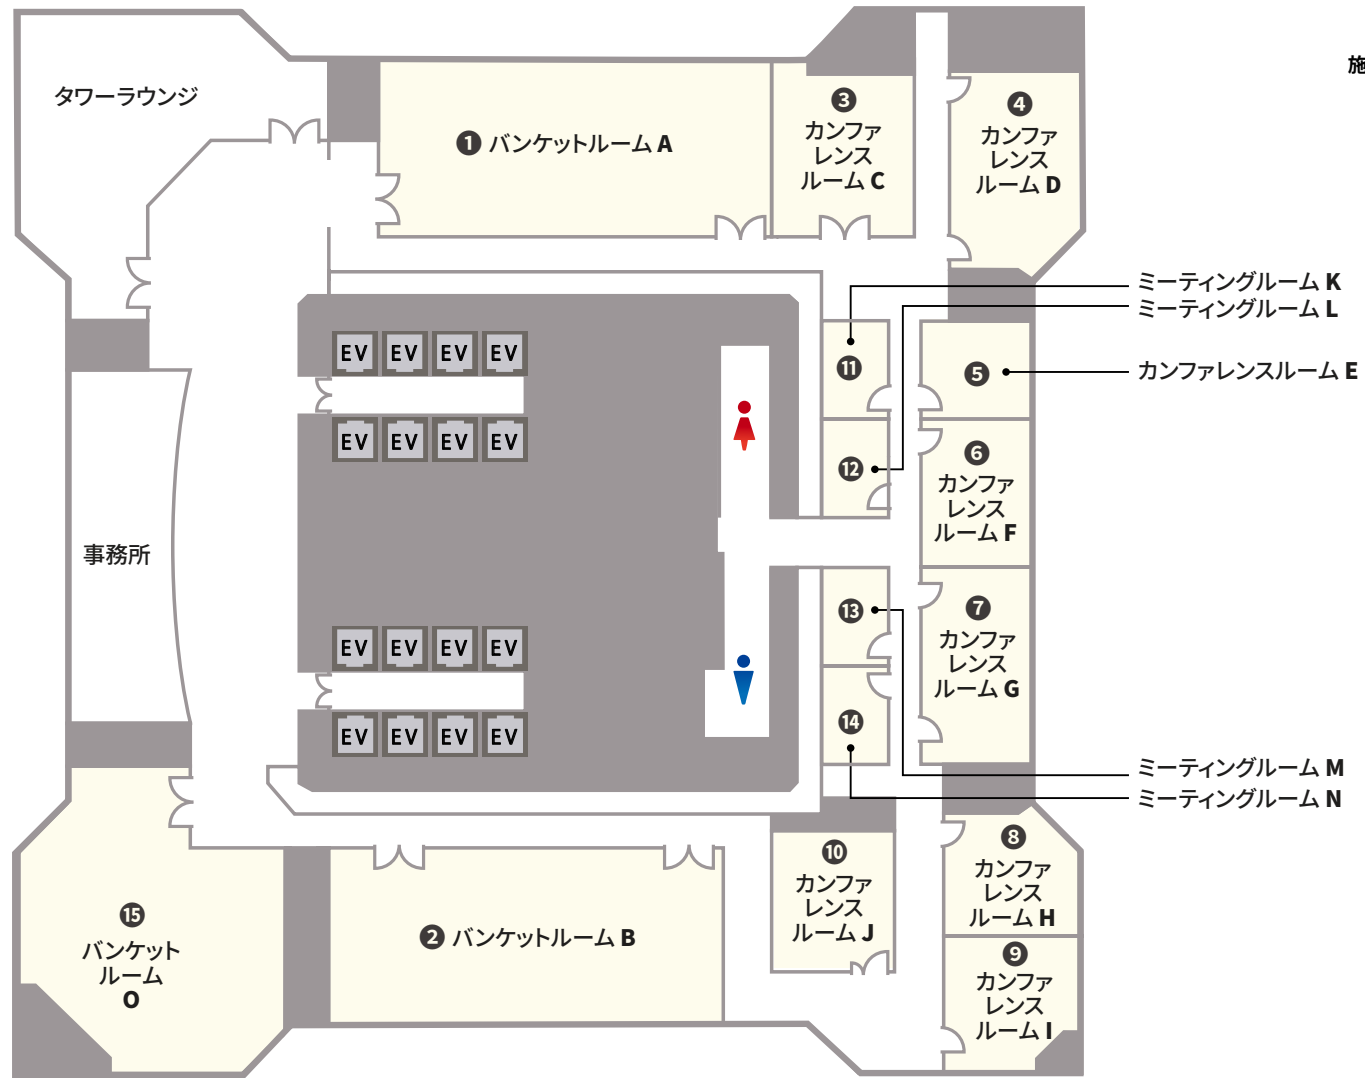 施
タワーラウンジ
❶ バンケットルーム A
❸
カンファ
レンス
ルーム C
❹
カンファ
レンス
ルーム D
ミーティングルーム K
ミーティングルーム L
カンファレンスルーム E
EV EV EV EV
⓫
❺
EV EV EV EV
⓬
❻
カンファ
レンス
ルーム F
事務所
⓭
❼
カンファ
レンス
ルーム G
EV EV EV EV
EV EV EV EV
⓮
ミーティングルーム M
ミーティングルーム N
❽
カンファ
レンス
ルーム H
❿
カンファ
レンス
ルーム J
⓯
バンケット
ルーム
O
❷ バンケットルーム B
❾
カンファ
レンス
ルーム I